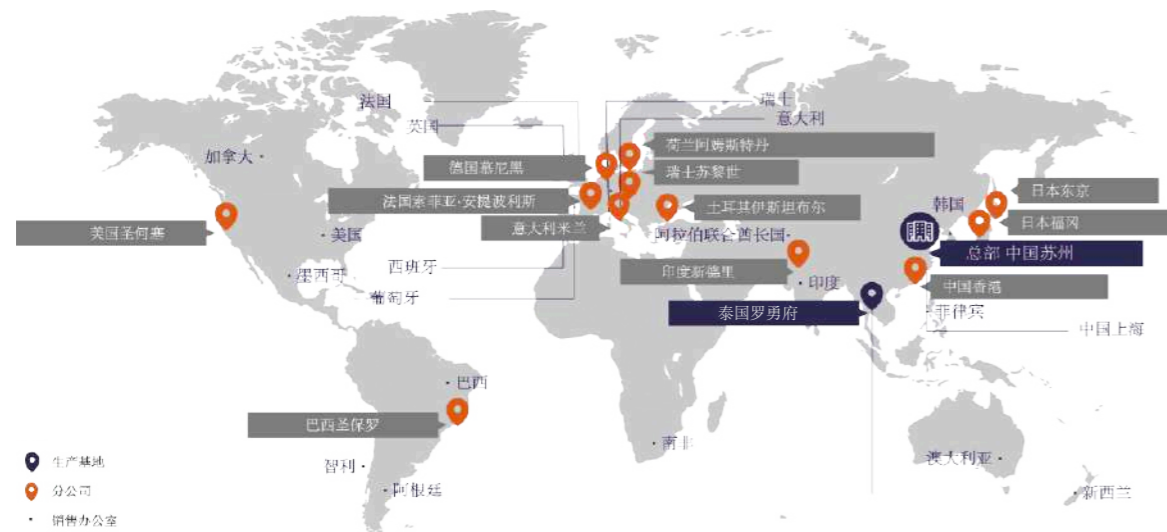 法国
瑞士
英国
意大利
荷兰阿姆斯特丹
加拿大
德国慕尼黑
瑞士苏黎世
法国索菲亚·安提波利斯
土耳其伊斯坦布尔
日本东京
韩国
日本福冈
美国圣何塞
美国
意大利米兰
阿拉伯联合酋长国
总部 中国苏州
墨西哥
西班牙
印度新德里
印度
中国香港
葡萄牙
泰国罗勇府
菲律宾
中国上海
巴西
巴西圣保罗
南非
智利
澳大利亚
阿根廷
新西兰
生产基地
分公司
销售办公室